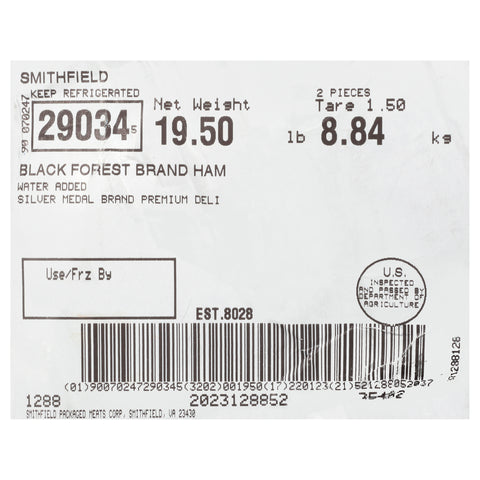 SMITHFIELD
KEEP REFRIGERATED
90 070247
29034 5
Net Weight
19.50 lb
2 PIECES
Tare 1.50
8.84 kg
BLACK FOREST BRAND HAM
WATER ADDED
SILVER MEDAL BRAND PREMIUM DELI
Use/Frz By
U.S.
INSPECTED
AND PASSED BY
DEPARTMENT OF
AGRICULTURE
EST.8028
91288126
(01)90070247290345(3202)001950(17)220123(21)501288052037
1288
2023128852
SMITHFIELD PACKAGED MEATS CORP, SMITHFIELD, VA 23430